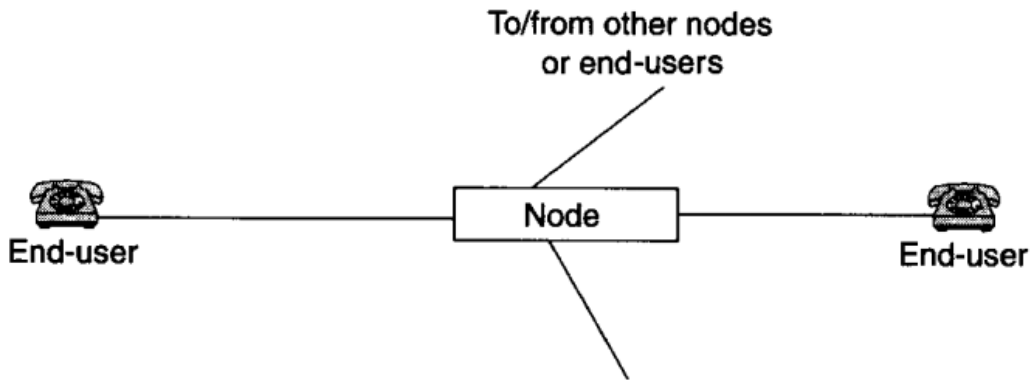 To/from other nodes
or end-users
Node
End-user
End-user